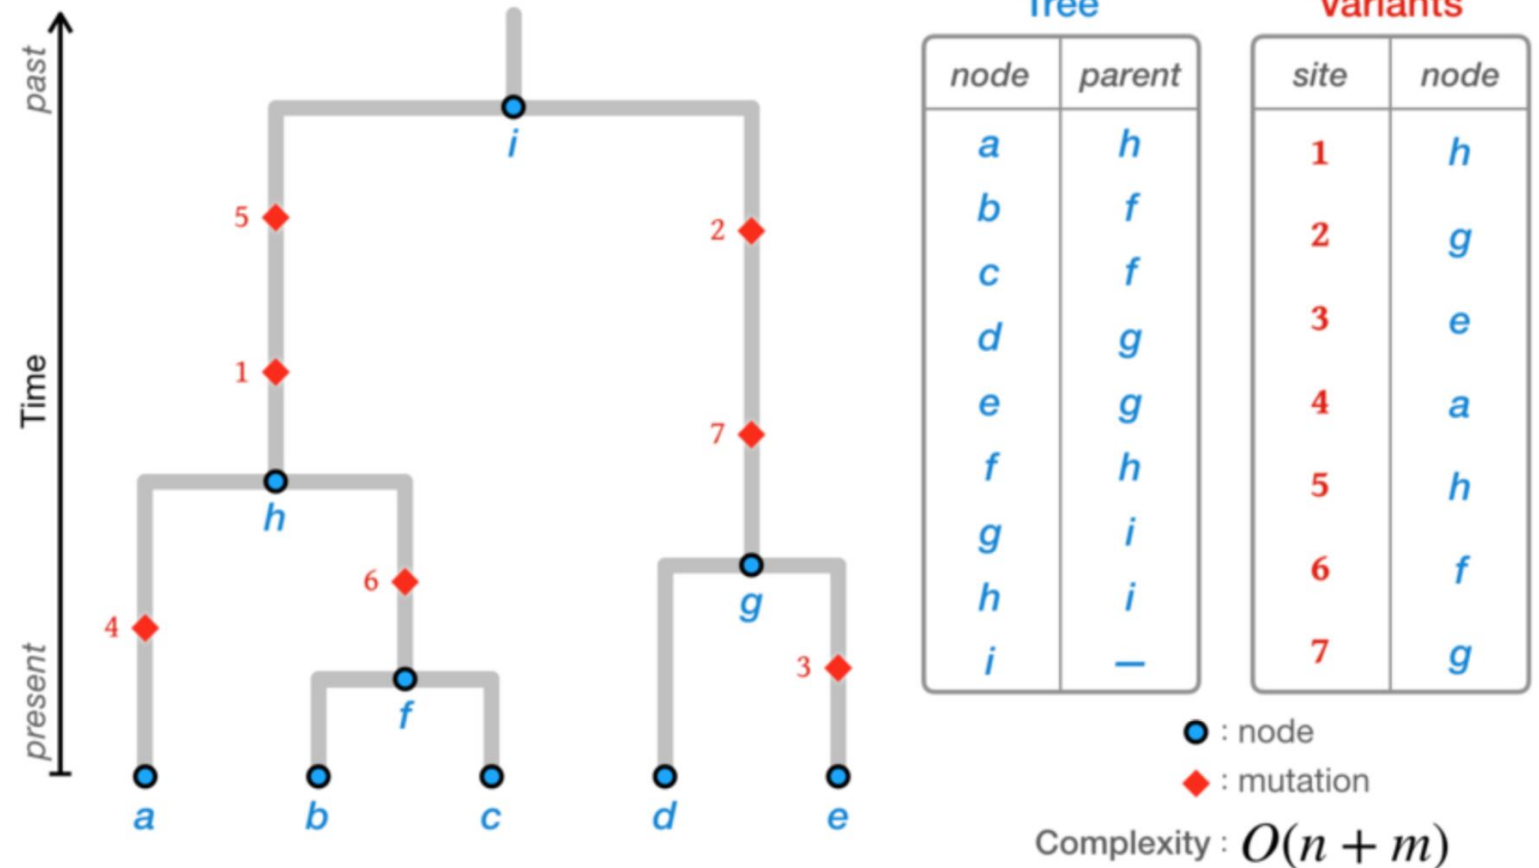 past
Time
present
i
5
2
1
7
h
6
g
4
3
f
a
b
c
d
e
Tree
node parent
a h
b f
c f
d g
e g
f h
g i
h i
i —
Variants
site node
1 h
2 g
3 e
4 a
5 h
6 f
7 g
: node
: mutation
Complexity : O(n + m)